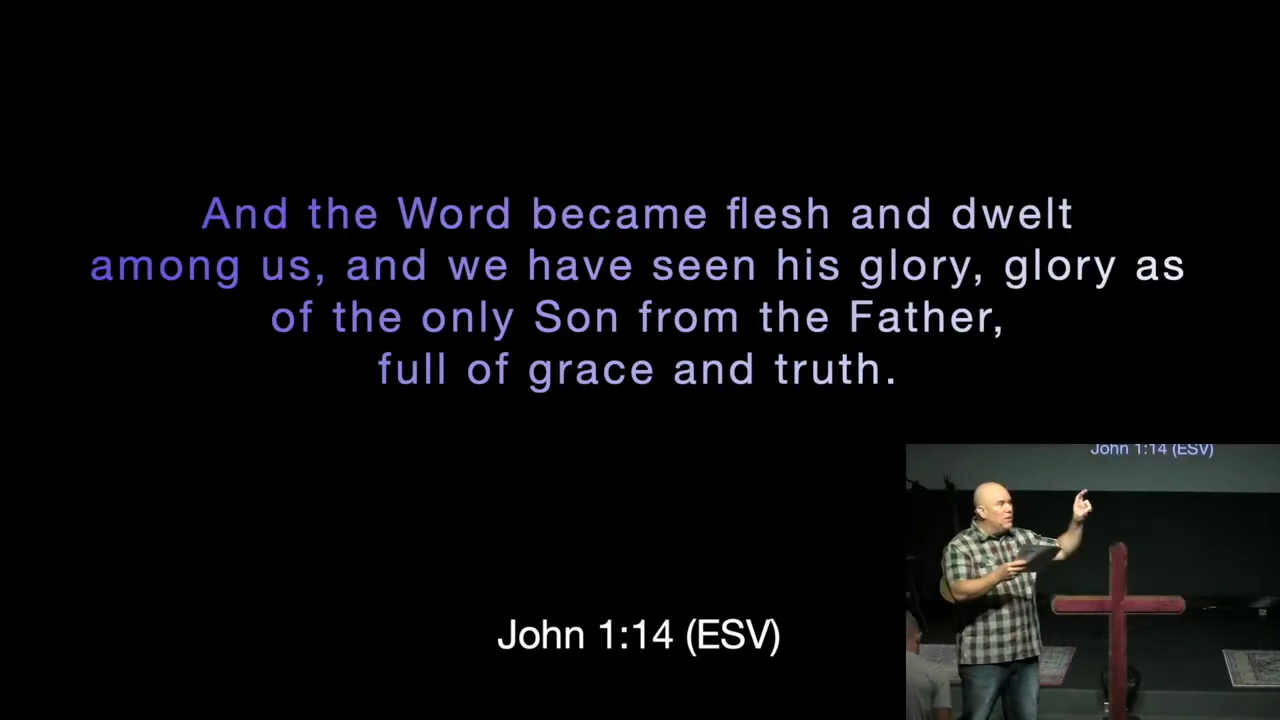 And the Word became flesh and dwelt
among us, and we have seen his glory, glory as
of the only Son from the Father,
full of grace and truth.
John 1:14 (ESV)
John 1:14 (ESV)